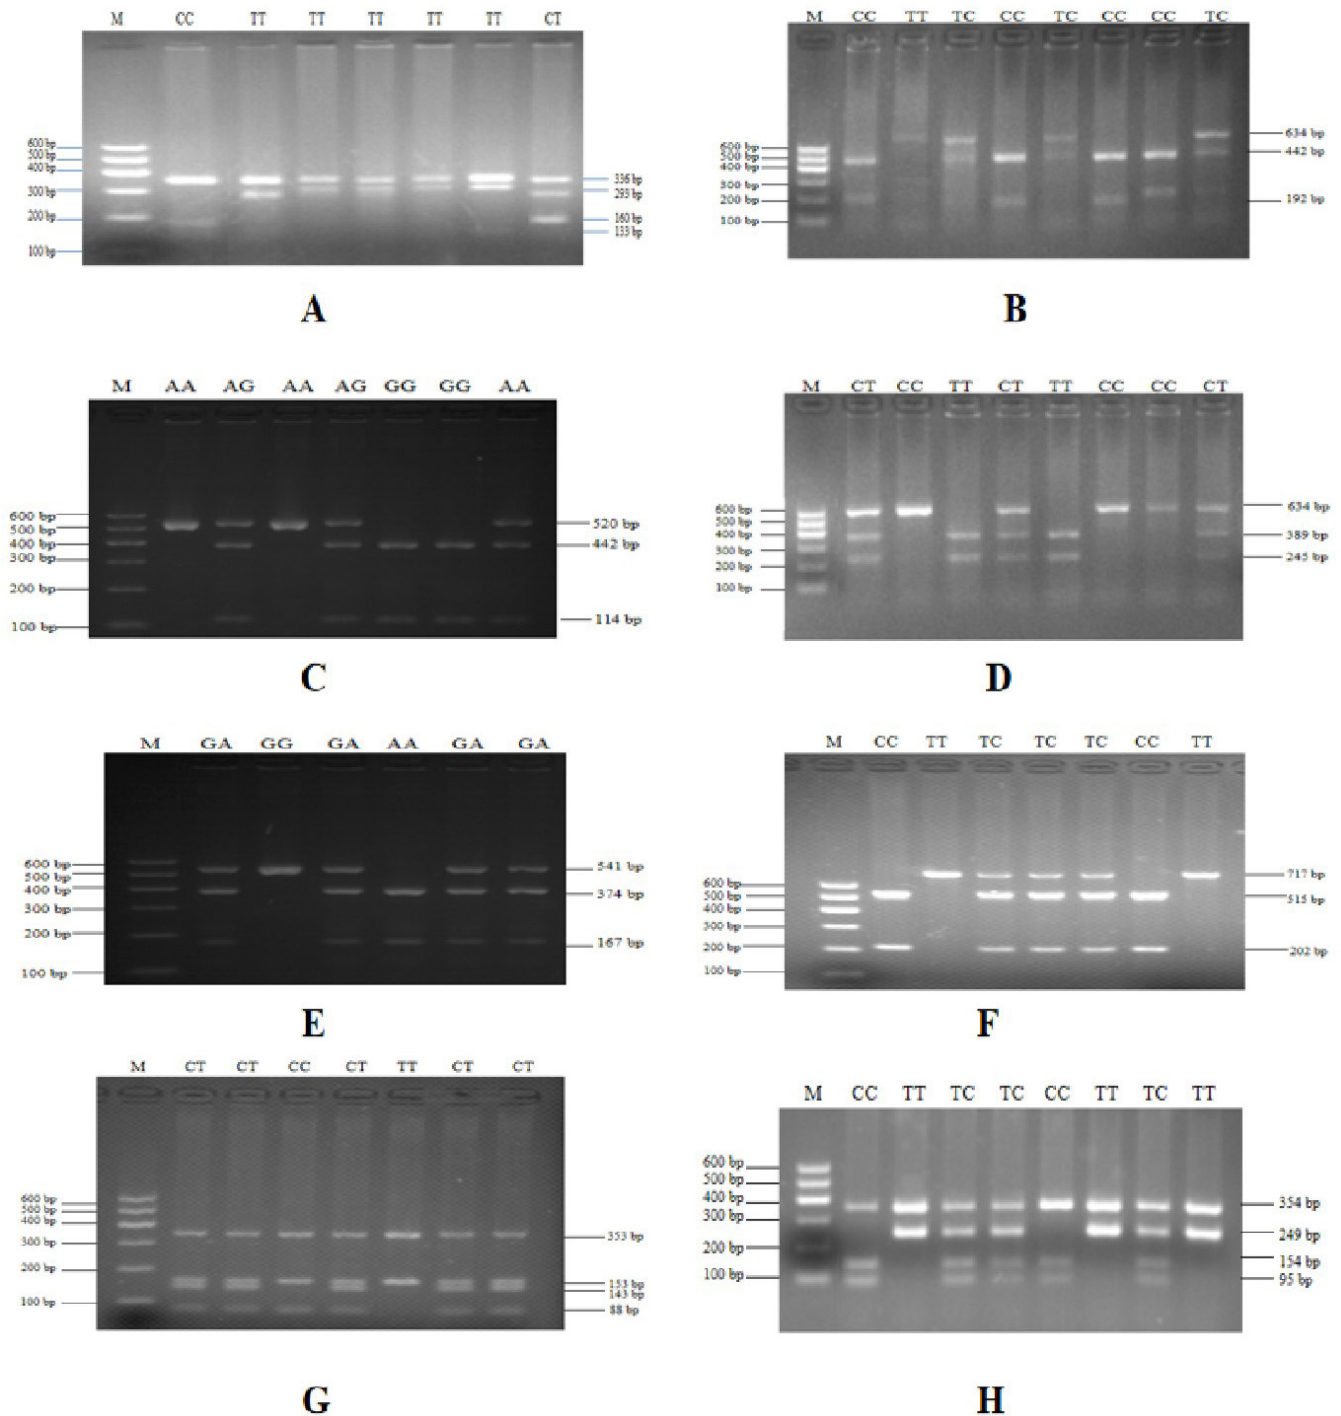 M CC TT TT TT TT TT CT
600 bp
500 bp
400 bp
300 bp
200 bp
100 bp
336 bp
293 bp
160 bp
133 bp
A
M CC TT TC CC TC CC CC TC
600 bp
500 bp
400 bp
300 bp
200 bp
100 bp
634 bp
442 bp
192 bp
B
M AA AG AA AG GG GG AA
600 bp
500 bp
400 bp
300 bp
200 bp
100 bp
520 bp
442 bp
114 bp
C
M CT CC TT CT TT CC CC CT
600 bp
500 bp
400 bp
300 bp
200 bp
100 bp
634 bp
389 bp
245 bp
D
M GA GG GA AA GA GA
600 bp
500 bp
400 bp
300 bp
200 bp
100 bp
541 bp
374 bp
167 bp
E
M CC TT TC TC TC CC TT
600 bp
500 bp
400 bp
300 bp
200 bp
100 bp
717 bp
515 bp
202 bp
F
M CT CT CC CT TT CT CT
600 bp
500 bp
400 bp
300 bp
200 bp
100 bp
353 bp
153 bp
143 bp
88 bp
G
M CC TT TC TC CC TT TC TT
600 bp
500 bp
400 bp
300 bp
200 bp
100 bp
354 bp
249 bp
154 bp
95 bp
H